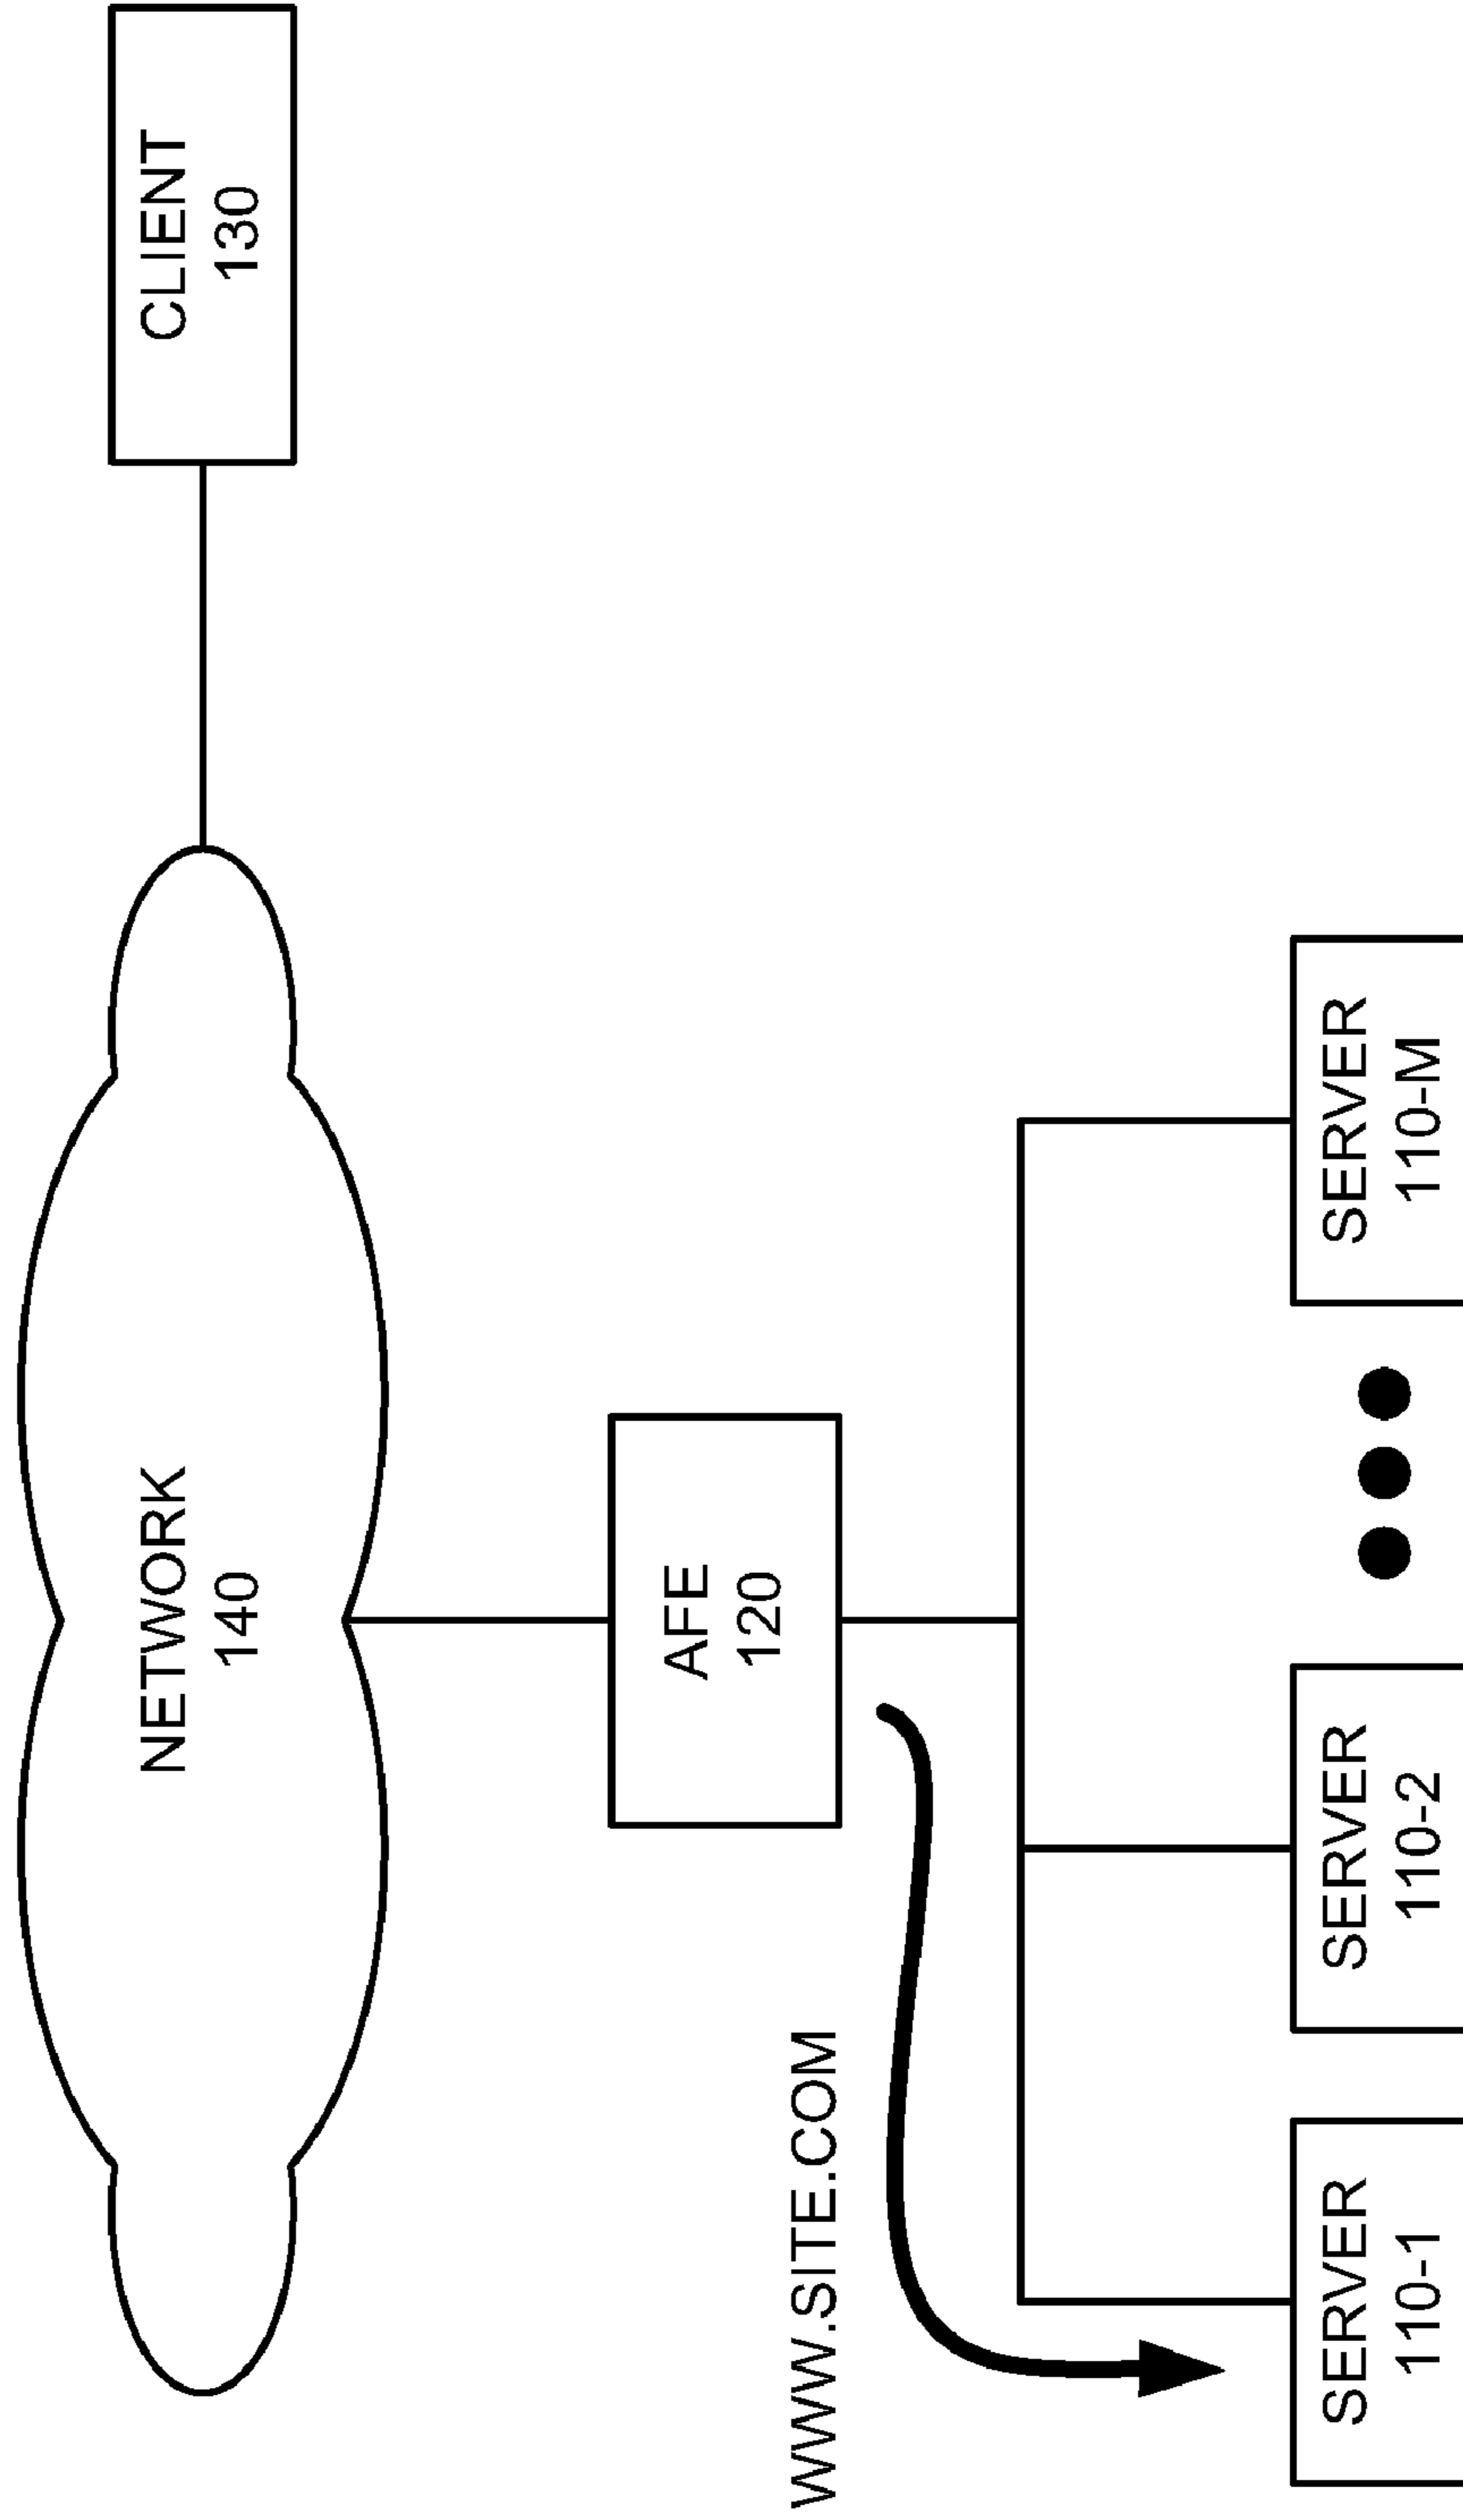 NETWORK
140
CLIENT
130
AFE
120
WWW.SITE.COM
SERVER
110-1
SERVER
110-2
SERVER
110-M